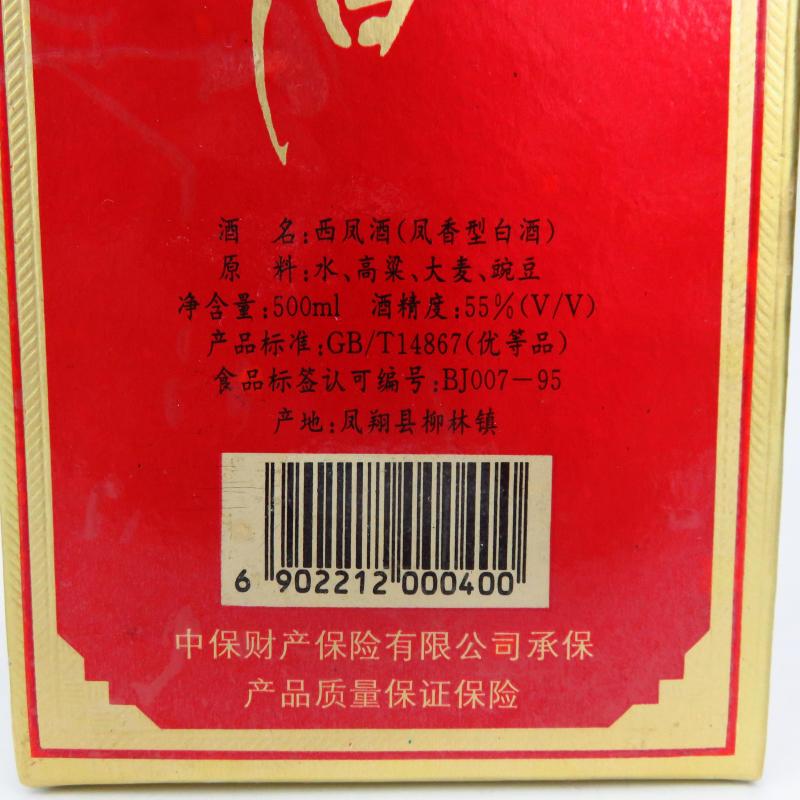 酒
酒　名:西凤酒(凤香型白酒)
原　料:水、高粱、大麦、豌豆
净含量:500ml　酒精度:55%(V/V)
产品标准:GB/T14867(优等品)
食品标签认可编号:BJ007-95
产地:凤翔县柳林镇
6 902212 000400
中保财产保险有限公司承保
产品质量保证保险